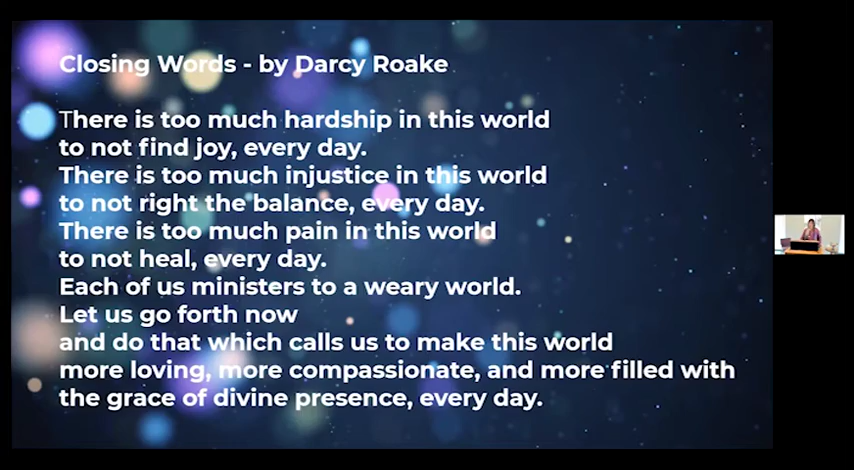 Closing Words - by Darcy Roake
There is too much hardship in this world
to not find joy, every day.
There is too much injustice in this world
to not right the balance, every day.
There is too much pain in this world
to not heal, every day.
Each of us ministers to a weary world.
Let us go forth now
and do that which calls us to make this world
more loving, more compassionate, and more filled with
the grace of divine presence, every day.